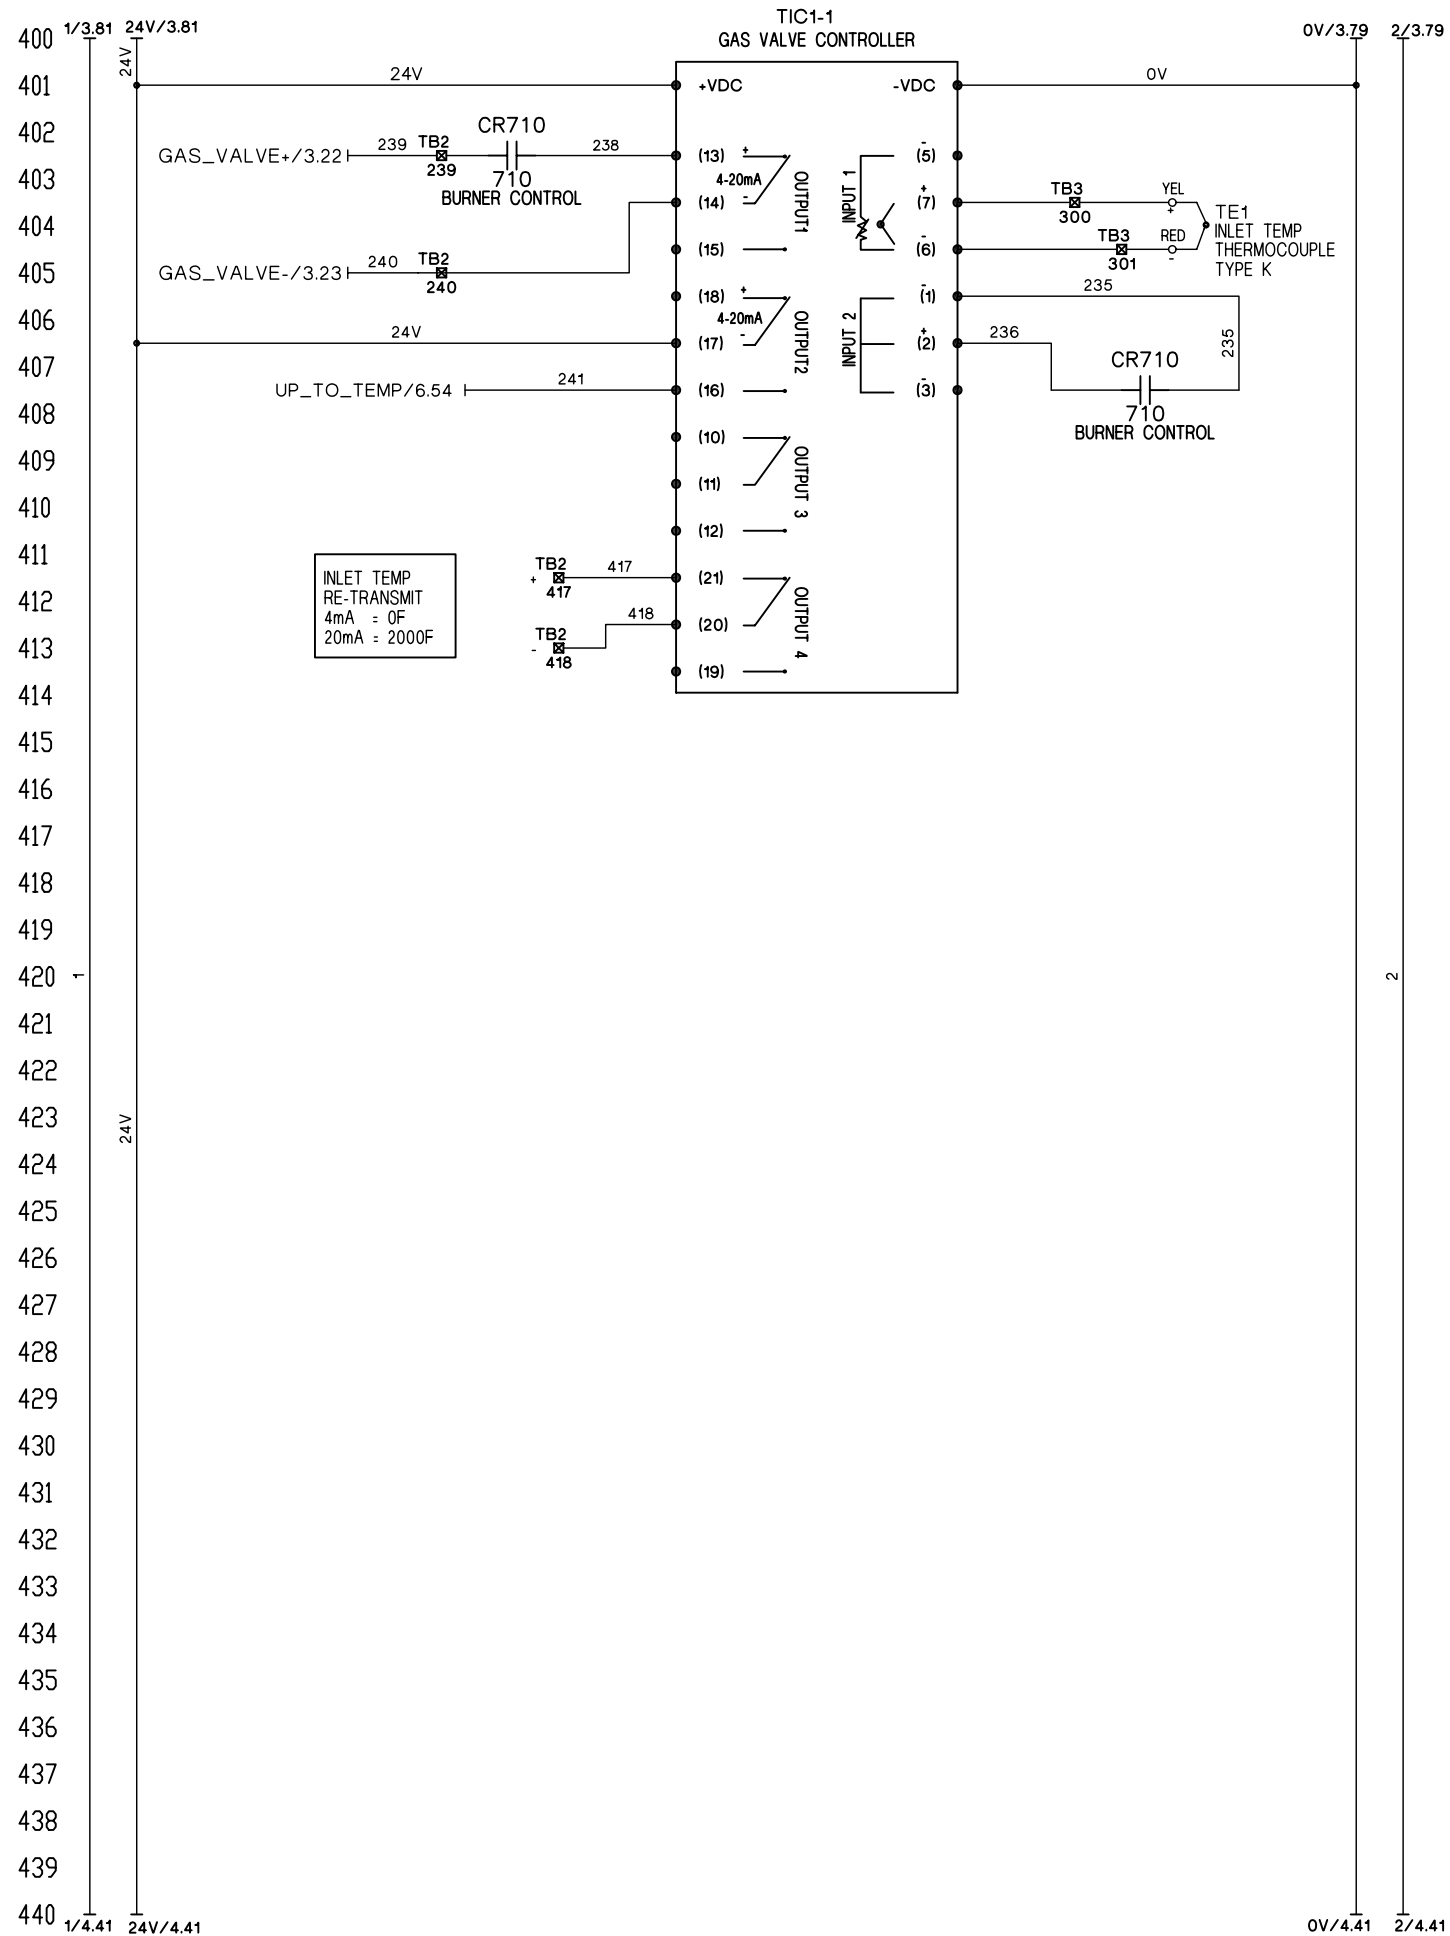 TIC1-1
GAS VALVE CONTROLLER
400 1/3.81 24V/3.81 0V/3.79 2/3.79
24V
401 24V +VDC -VDC 0V
402
CR710
GAS_VALVE+/3.22 239 TB2 238 (13) + - (5)
239
710
BURNER CONTROL
4-20mA
OUTPUT1
INPUT 1
403
(14) - + (7) TB3 YEL
300 +
404
TE1
INLET TEMP
THERMOCOUPLE
TYPE K
(15) - (6) TB3 RED
301 -
405
GAS_VALVE-/3.23 240 TB2
240
(18) + - (1) 235
4-20mA
OUTPUT2
INPUT 2
406
24V (17) - + (2) 236
235
407
CR710
UP_TO_TEMP/6.54 241 (16) - (3)
710
BURNER CONTROL
408
(10)
409
OUTPUT 3
(11)
410
(12)
411
INLET TEMP
RE-TRANSMIT
4mA = 0F
20mA = 2000F
TB2 417 (21)
+
417
412
OUTPUT 4
TB2 418 (20)
-
418
413
(19)
414
415
416
417
418
419
420 1 2
421
422
423
24V
424
425
426
427
428
429
430
431
432
433
434
435
436
437
438
439
440 1/4.41 24V/4.41 0V/4.41 2/4.41